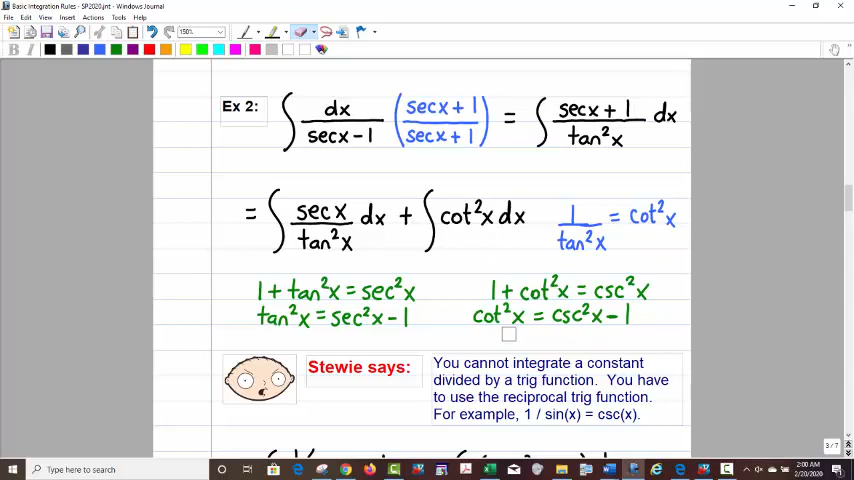 Basic Integration Rules - SP2020.jnt - Windows Journal
File Edit View Insert Actions Tools Help
150%
B I
Ex 2: ∫ dx/(secx-1) ((secx+1)/(secx+1)) = ∫ (secx+1)/(tan²x) dx
= ∫ secx/tan²x dx + ∫ cot²x dx 1/tan²x = cot²x
1 + tan²x = sec²x 1 + cot²x = csc²x
tan²x = sec²x - 1 cot²x = csc²x - 1
Stewie says:
You cannot integrate a constant
divided by a trig function. You have
to use the reciprocal trig function.
For example, 1 / sin(x) = csc(x).
3 / 7
Type here to search
2:00 AM
2/20/2020